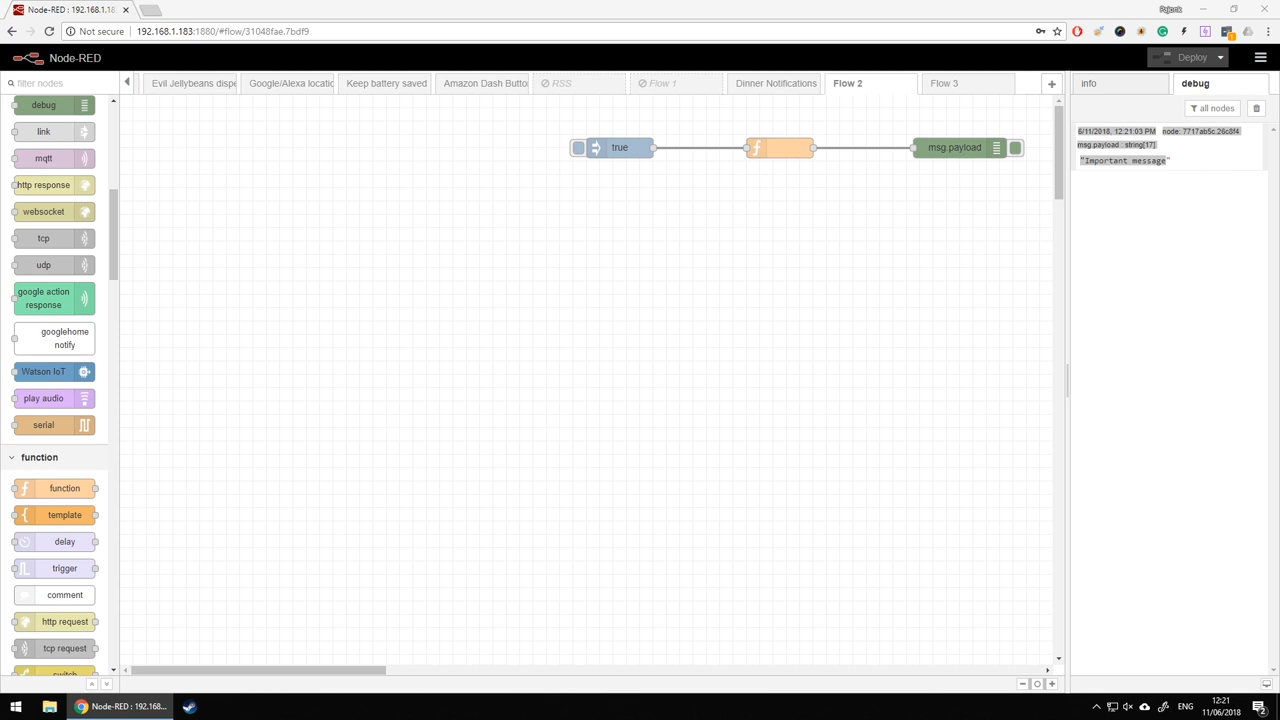 Node-RED : 192.168.1.18
Pajonk
Not secure
192.168.1.183:1880/#flow/31048fae.7bdf9
Node-RED
Deploy
filter nodes
Evil Jellybeans dispe
Google/Alexa locatio
Keep battery saved
Amazon Dash Butto
RSS
Flow 1
Dinner Notifications
Flow 2
Flow 3
info
debug
all nodes
debug
link
mqtt
http response
websocket
tcp
udp
google action
response
googlehome
notify
Watson IoT
play audio
serial
function
function
template
delay
trigger
comment
http request
tcp request
switch
true
msg.payload
6/11/2018, 12:21:03 PM node: 7717ab5c.26c8f4
msg.payload : string[17]
"Important message"
Node-RED : 192.168...
ENG
12:21
11/06/2018
2